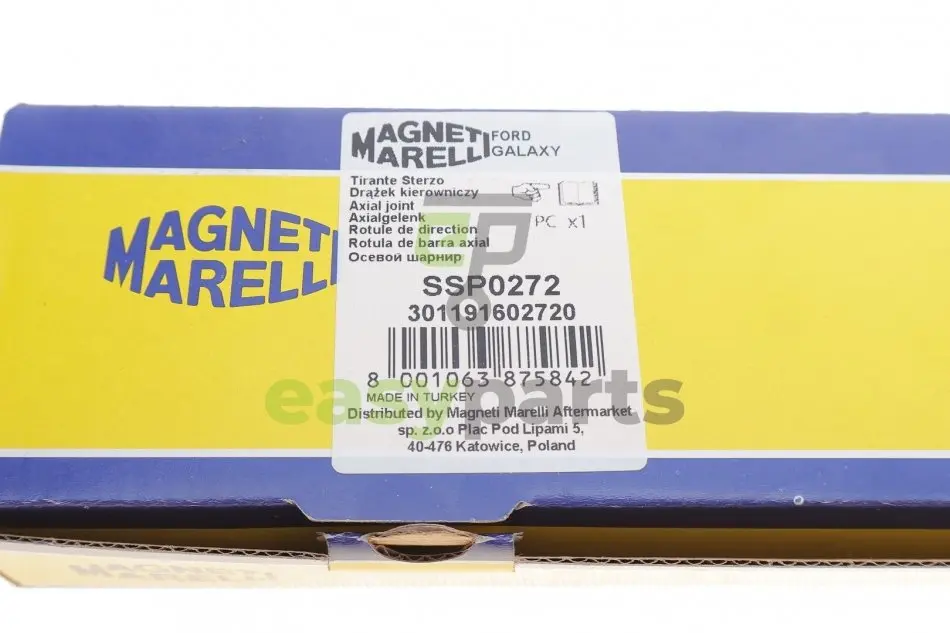 MAGNETI
MARELLI
FORD
GALAXY
Tirante Sterzo
Drążek kierowniczy
Axial joint
Axialgelenk
Rotule de direction
Rotula de barra axial
Осевой шарнир
PC x1
SSP0272
301191602720
8 001063 875842
MADE IN TURKEY
Distributed by Magneti Marelli Aftermarket
sp. z.o.o Plac Pod Lipami 5,
40-476 Katowice, Poland
MAGNETI
MARELLI
easyparts
MAGNETI
MARELLI